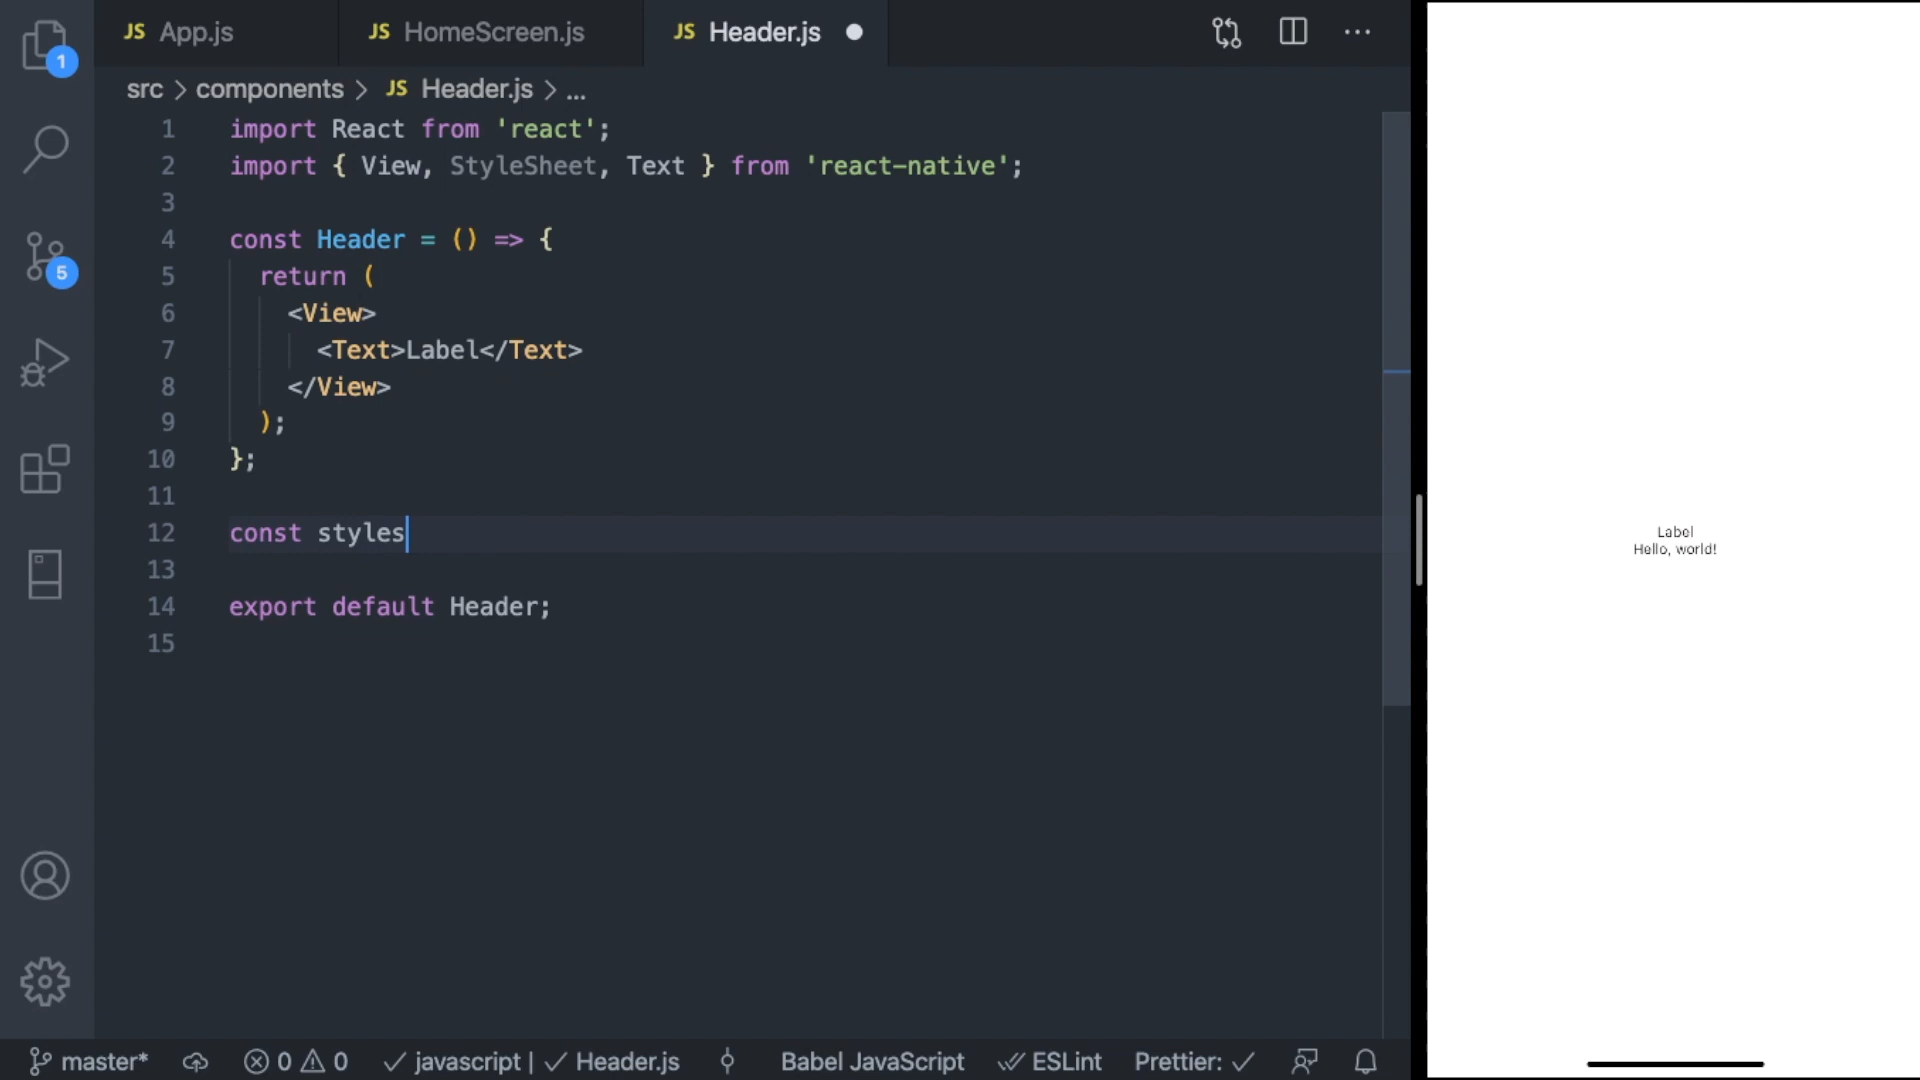 JS App.js
JS HomeScreen.js
JS Header.js
1
src > components > JS Header.js > ...
1 import React from 'react';
2 import { View, StyleSheet, Text } from 'react-native';
3
4 const Header = () => {
5 return (
6 <View>
7 <Text>Label</Text>
8 </View>
9 );
10 };
11
12 const styles
13
14 export default Header;
15
5
Label
Hello, world!
master* 0 0 javascript | Header.js Babel JavaScript ESLint Prettier: